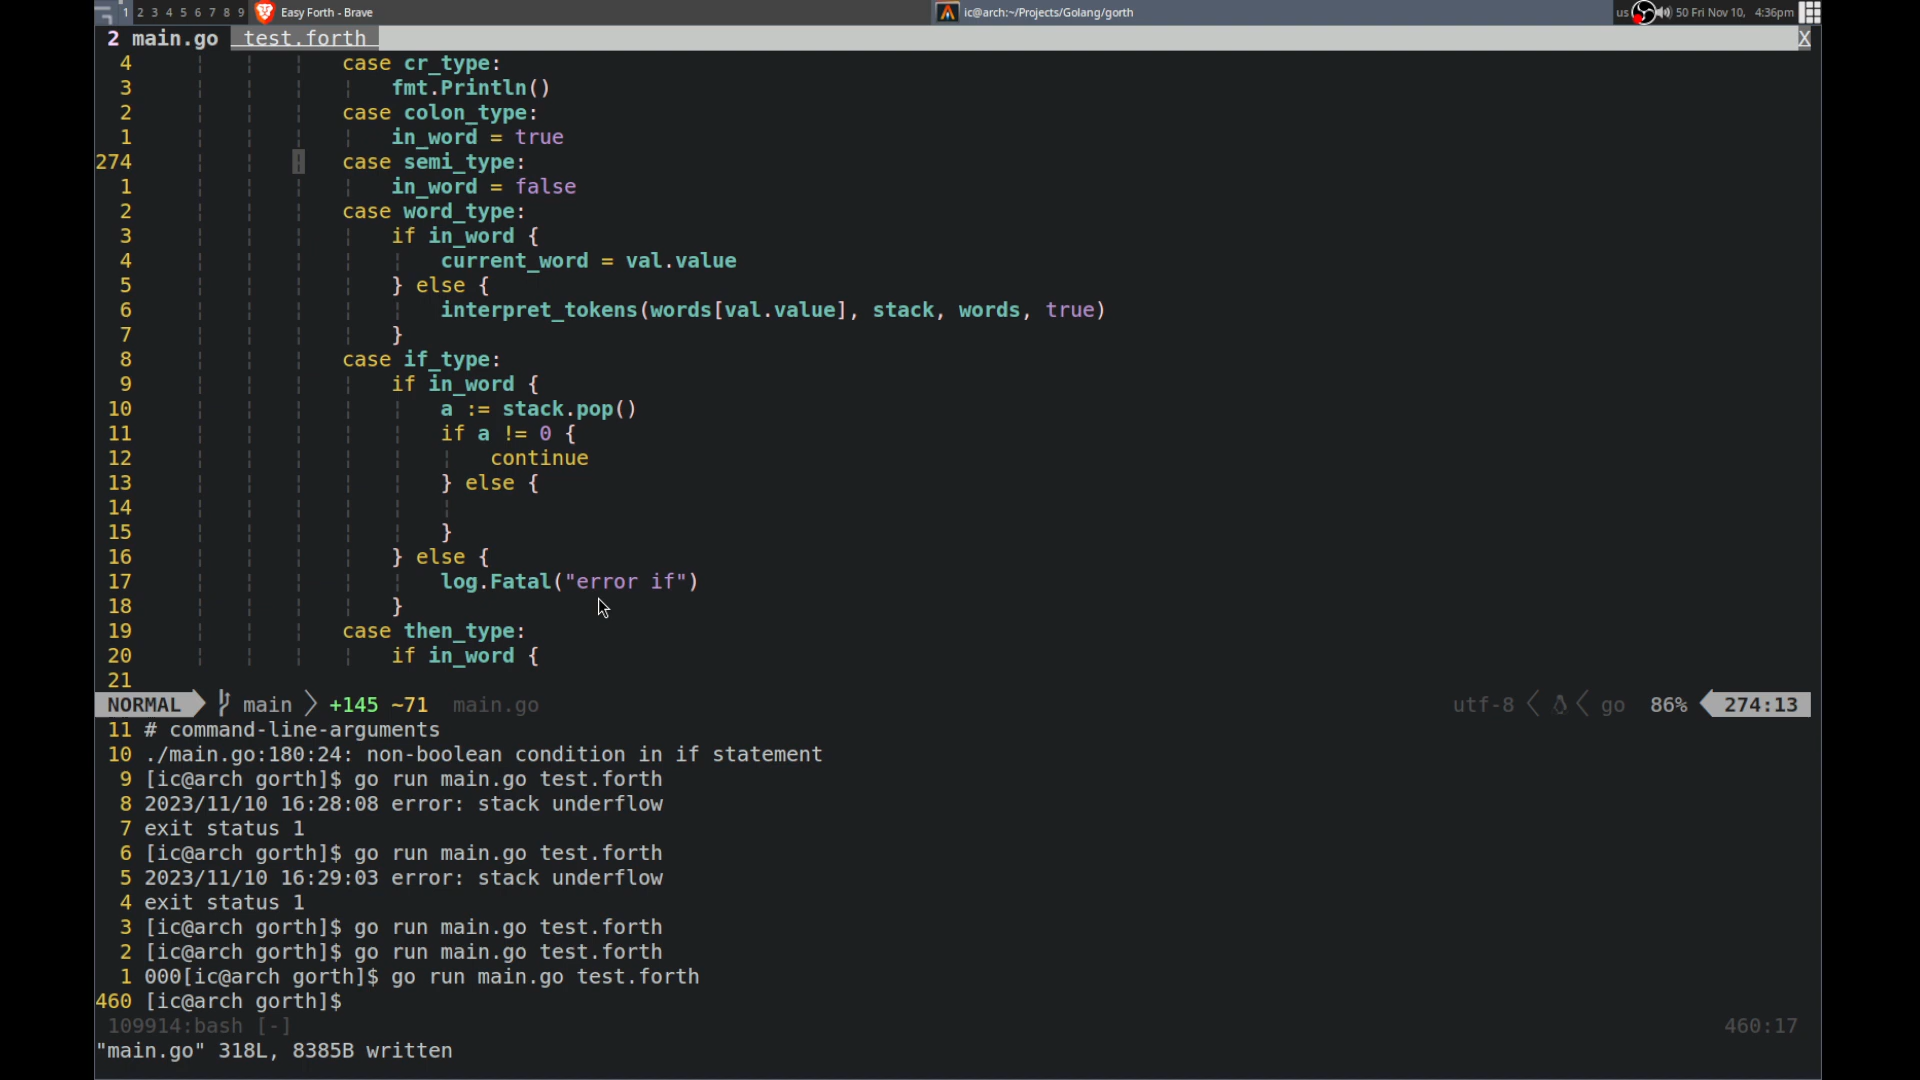 1 2 3 4 5 6 7 8 9 Easy Forth - Brave ic@arch:~/Projects/Golang/gorth us 50 Fri Nov 10, 4:36pm
2 main.go test.forth X
4 case cr_type:
3 fmt.Println()
2 case colon_type:
1 in_word = true
274 case semi_type:
1 in_word = false
2 case word_type:
3 if in_word {
4 current_word = val.value
5 } else {
6 interpret_tokens(words[val.value], stack, words, true)
7 }
8 case if_type:
9 if in_word {
10 a := stack.pop()
11 if a != 0 {
12 continue
13 } else {
14
15 }
16 } else {
17 log.Fatal("error if")
18 }
19 case then_type:
20 if in_word {
21
NORMAL main +145 ~71 main.go utf-8 go 86% 274:13
11 # command-line-arguments
10 ./main.go:180:24: non-boolean condition in if statement
9 [ic@arch gorth]$ go run main.go test.forth
8 2023/11/10 16:28:08 error: stack underflow
7 exit status 1
6 [ic@arch gorth]$ go run main.go test.forth
5 2023/11/10 16:29:03 error: stack underflow
4 exit status 1
3 [ic@arch gorth]$ go run main.go test.forth
2 [ic@arch gorth]$ go run main.go test.forth
1 000[ic@arch gorth]$ go run main.go test.forth
460 [ic@arch gorth]$
109914:bash [-] 460:17
"main.go" 318L, 8385B written